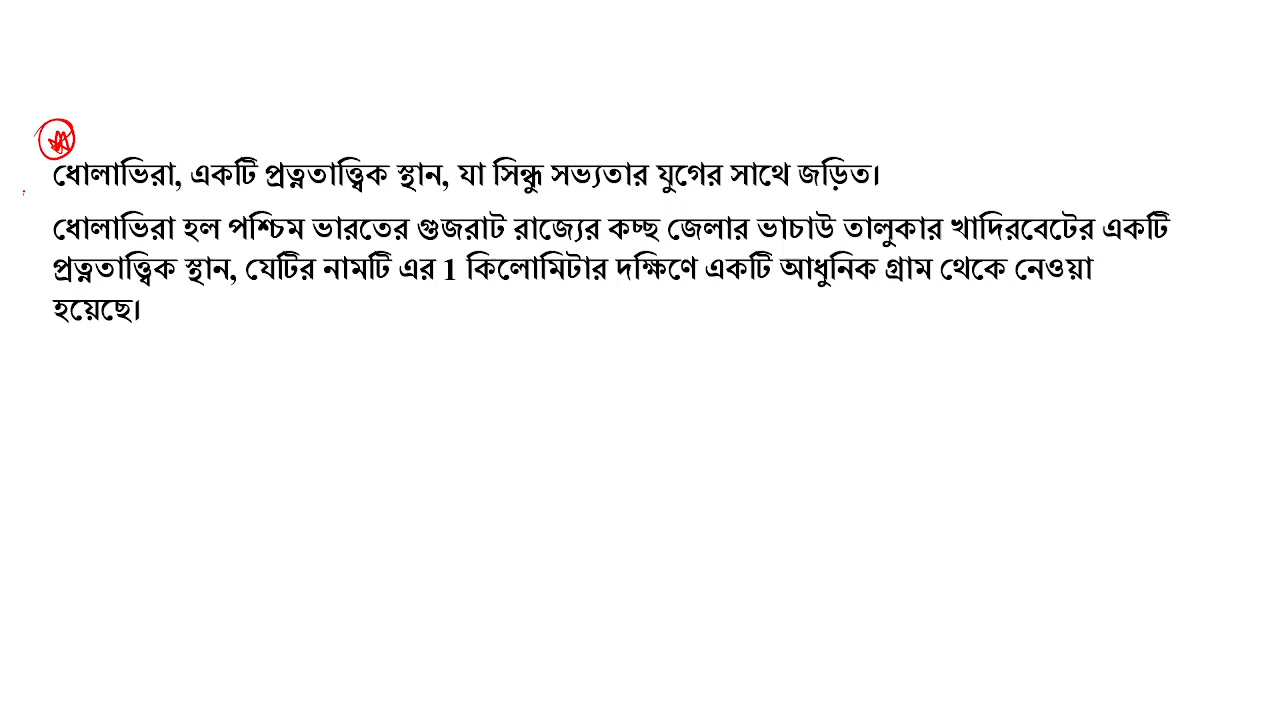 ধোলাভিরা, একটি প্রত্নতাত্ত্বিক স্থান, যা সিন্ধু সভ্যতার যুগের সাথে জড়িত।
ধোলাভিরা হল পশ্চিম ভারতের গুজরাট রাজ্যের কচ্ছ জেলার ভাচাউ তালুকার খাদিরবেটের একটি
প্রত্নতাত্ত্বিক স্থান, যেটির নামটি এর 1 কিলোমিটার দক্ষিণে একটি আধুনিক গ্রাম থেকে নেওয়া
হয়েছে।